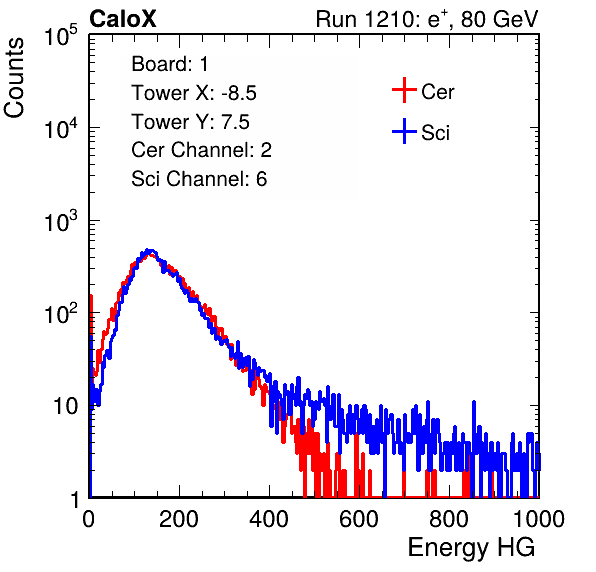 CaloX Run 1210: e⁺, 80 GeV
Counts
Board: 1
Tower X: -8.5
Tower Y: 7.5
Cer Channel: 2
Sci Channel: 6
Cer
Sci
10⁵
10⁴
10³
10²
10
1
0 200 400 600 800 1000
Energy HG